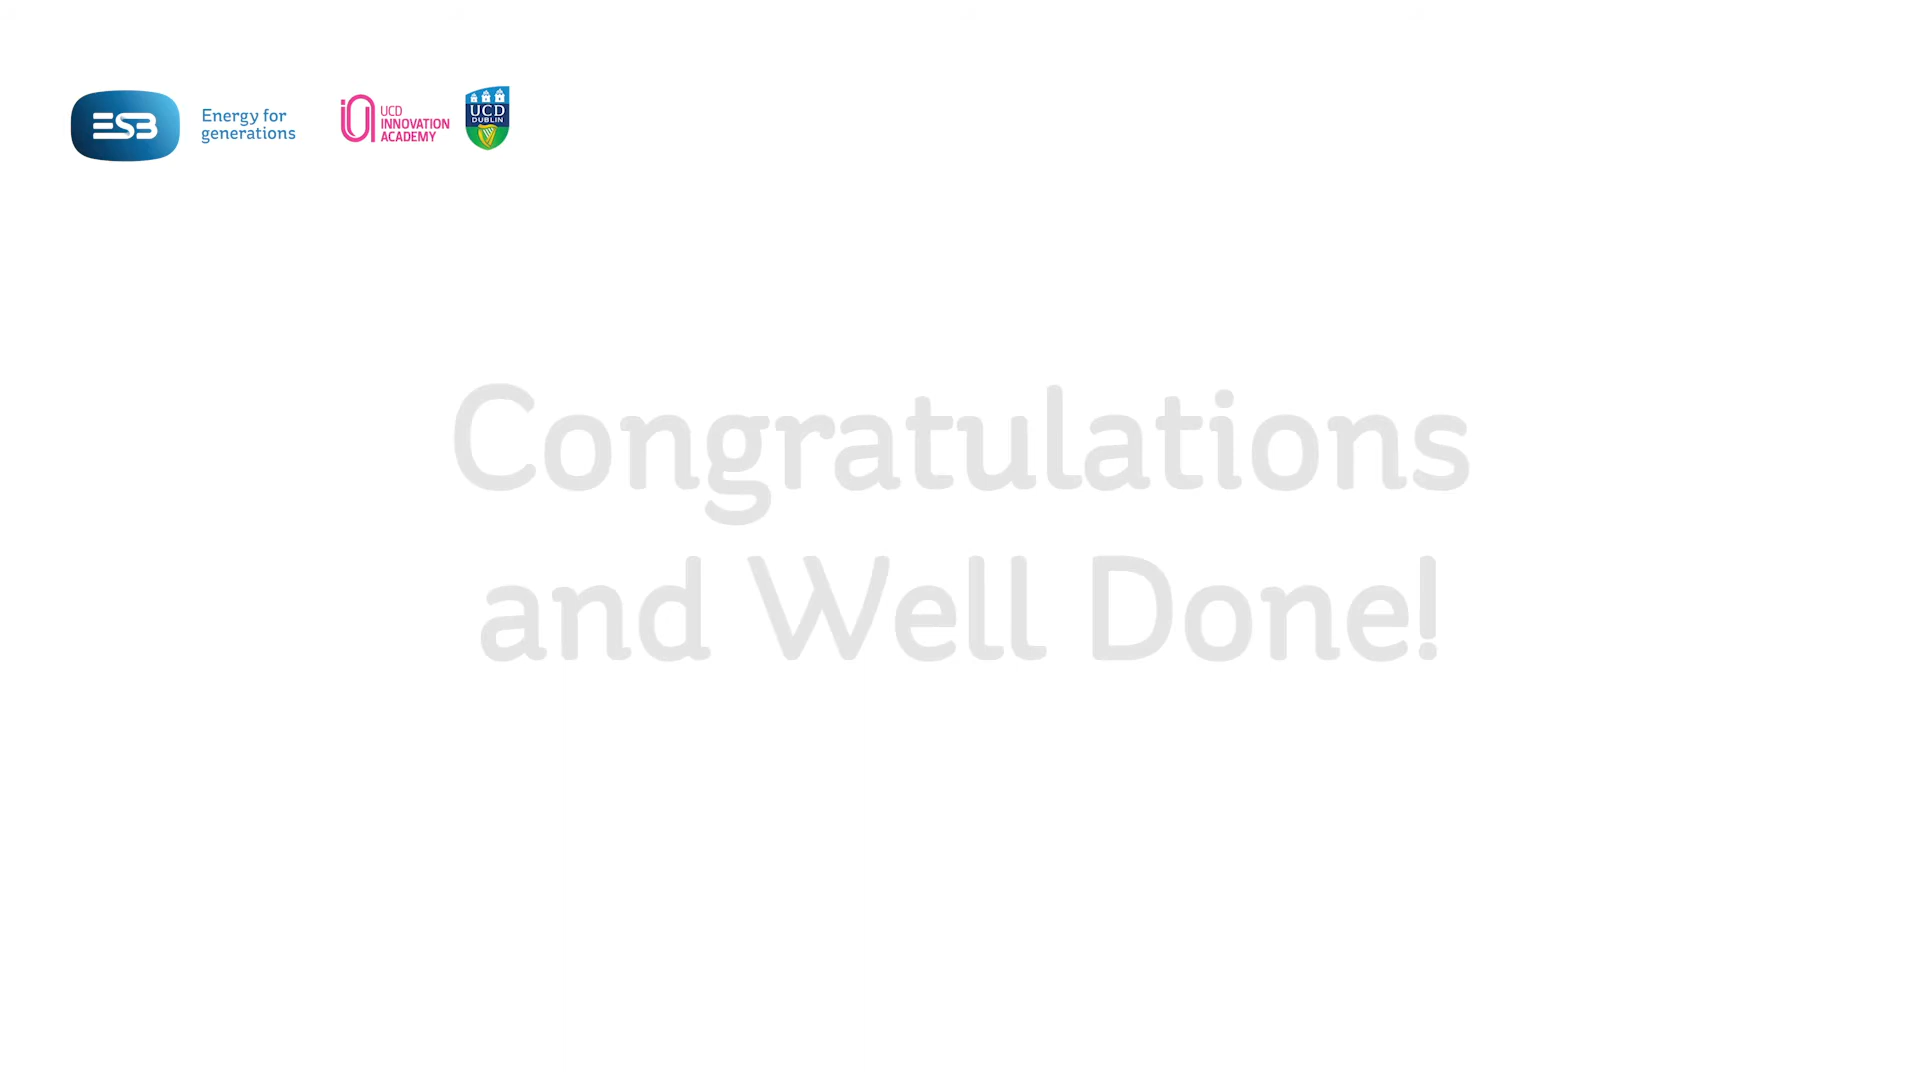 ESB
Energy for
generations
UCD
INNOVATION
ACADEMY
UCD
DUBLIN
Congratulations
and Well Done!